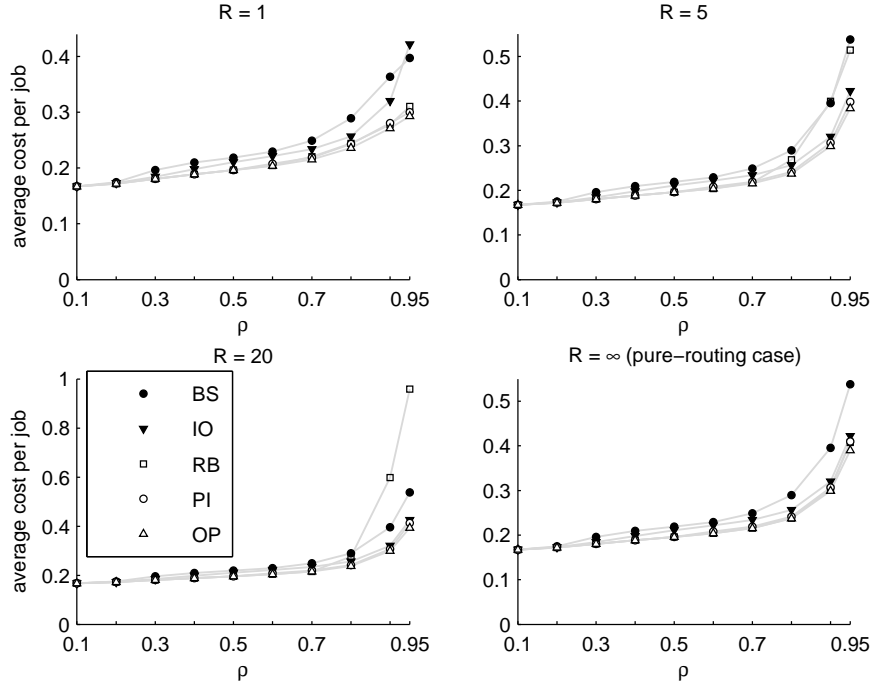 R = 1
average cost per job
0.4
0.3
0.2
0.1
0
0.1
0.3
0.5
0.7
0.95
ρ
R = 5
0.5
0.4
0.3
0.2
0.1
0
0.1
0.3
0.5
0.7
0.95
ρ
R = 20
average cost per job
1
0.8
0.6
0.4
0.2
0
BS
IO
RB
PI
OP
0.1
0.3
0.5
0.7
0.95
ρ
R = ∞ (pure−routing case)
0.5
0.4
0.3
0.2
0.1
0
0.1
0.3
0.5
0.7
0.95
ρ